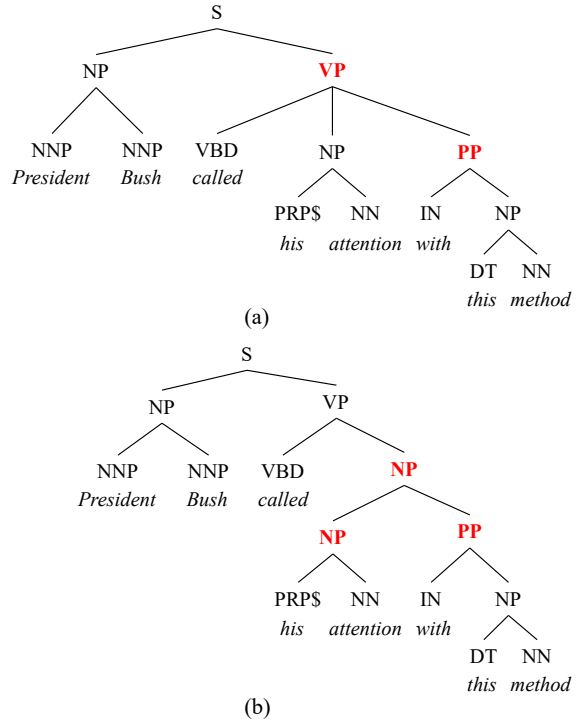 S
NP VP
NNP NNP VBD NP PP
President Bush called PRP$ NN IN NP
his attention with DT NN
this method
(a)
S
NP VP
NNP NNP VBD NP
President Bush called
NP PP
PRP$ NN IN NP
his attention with
DT NN
this method
(b)